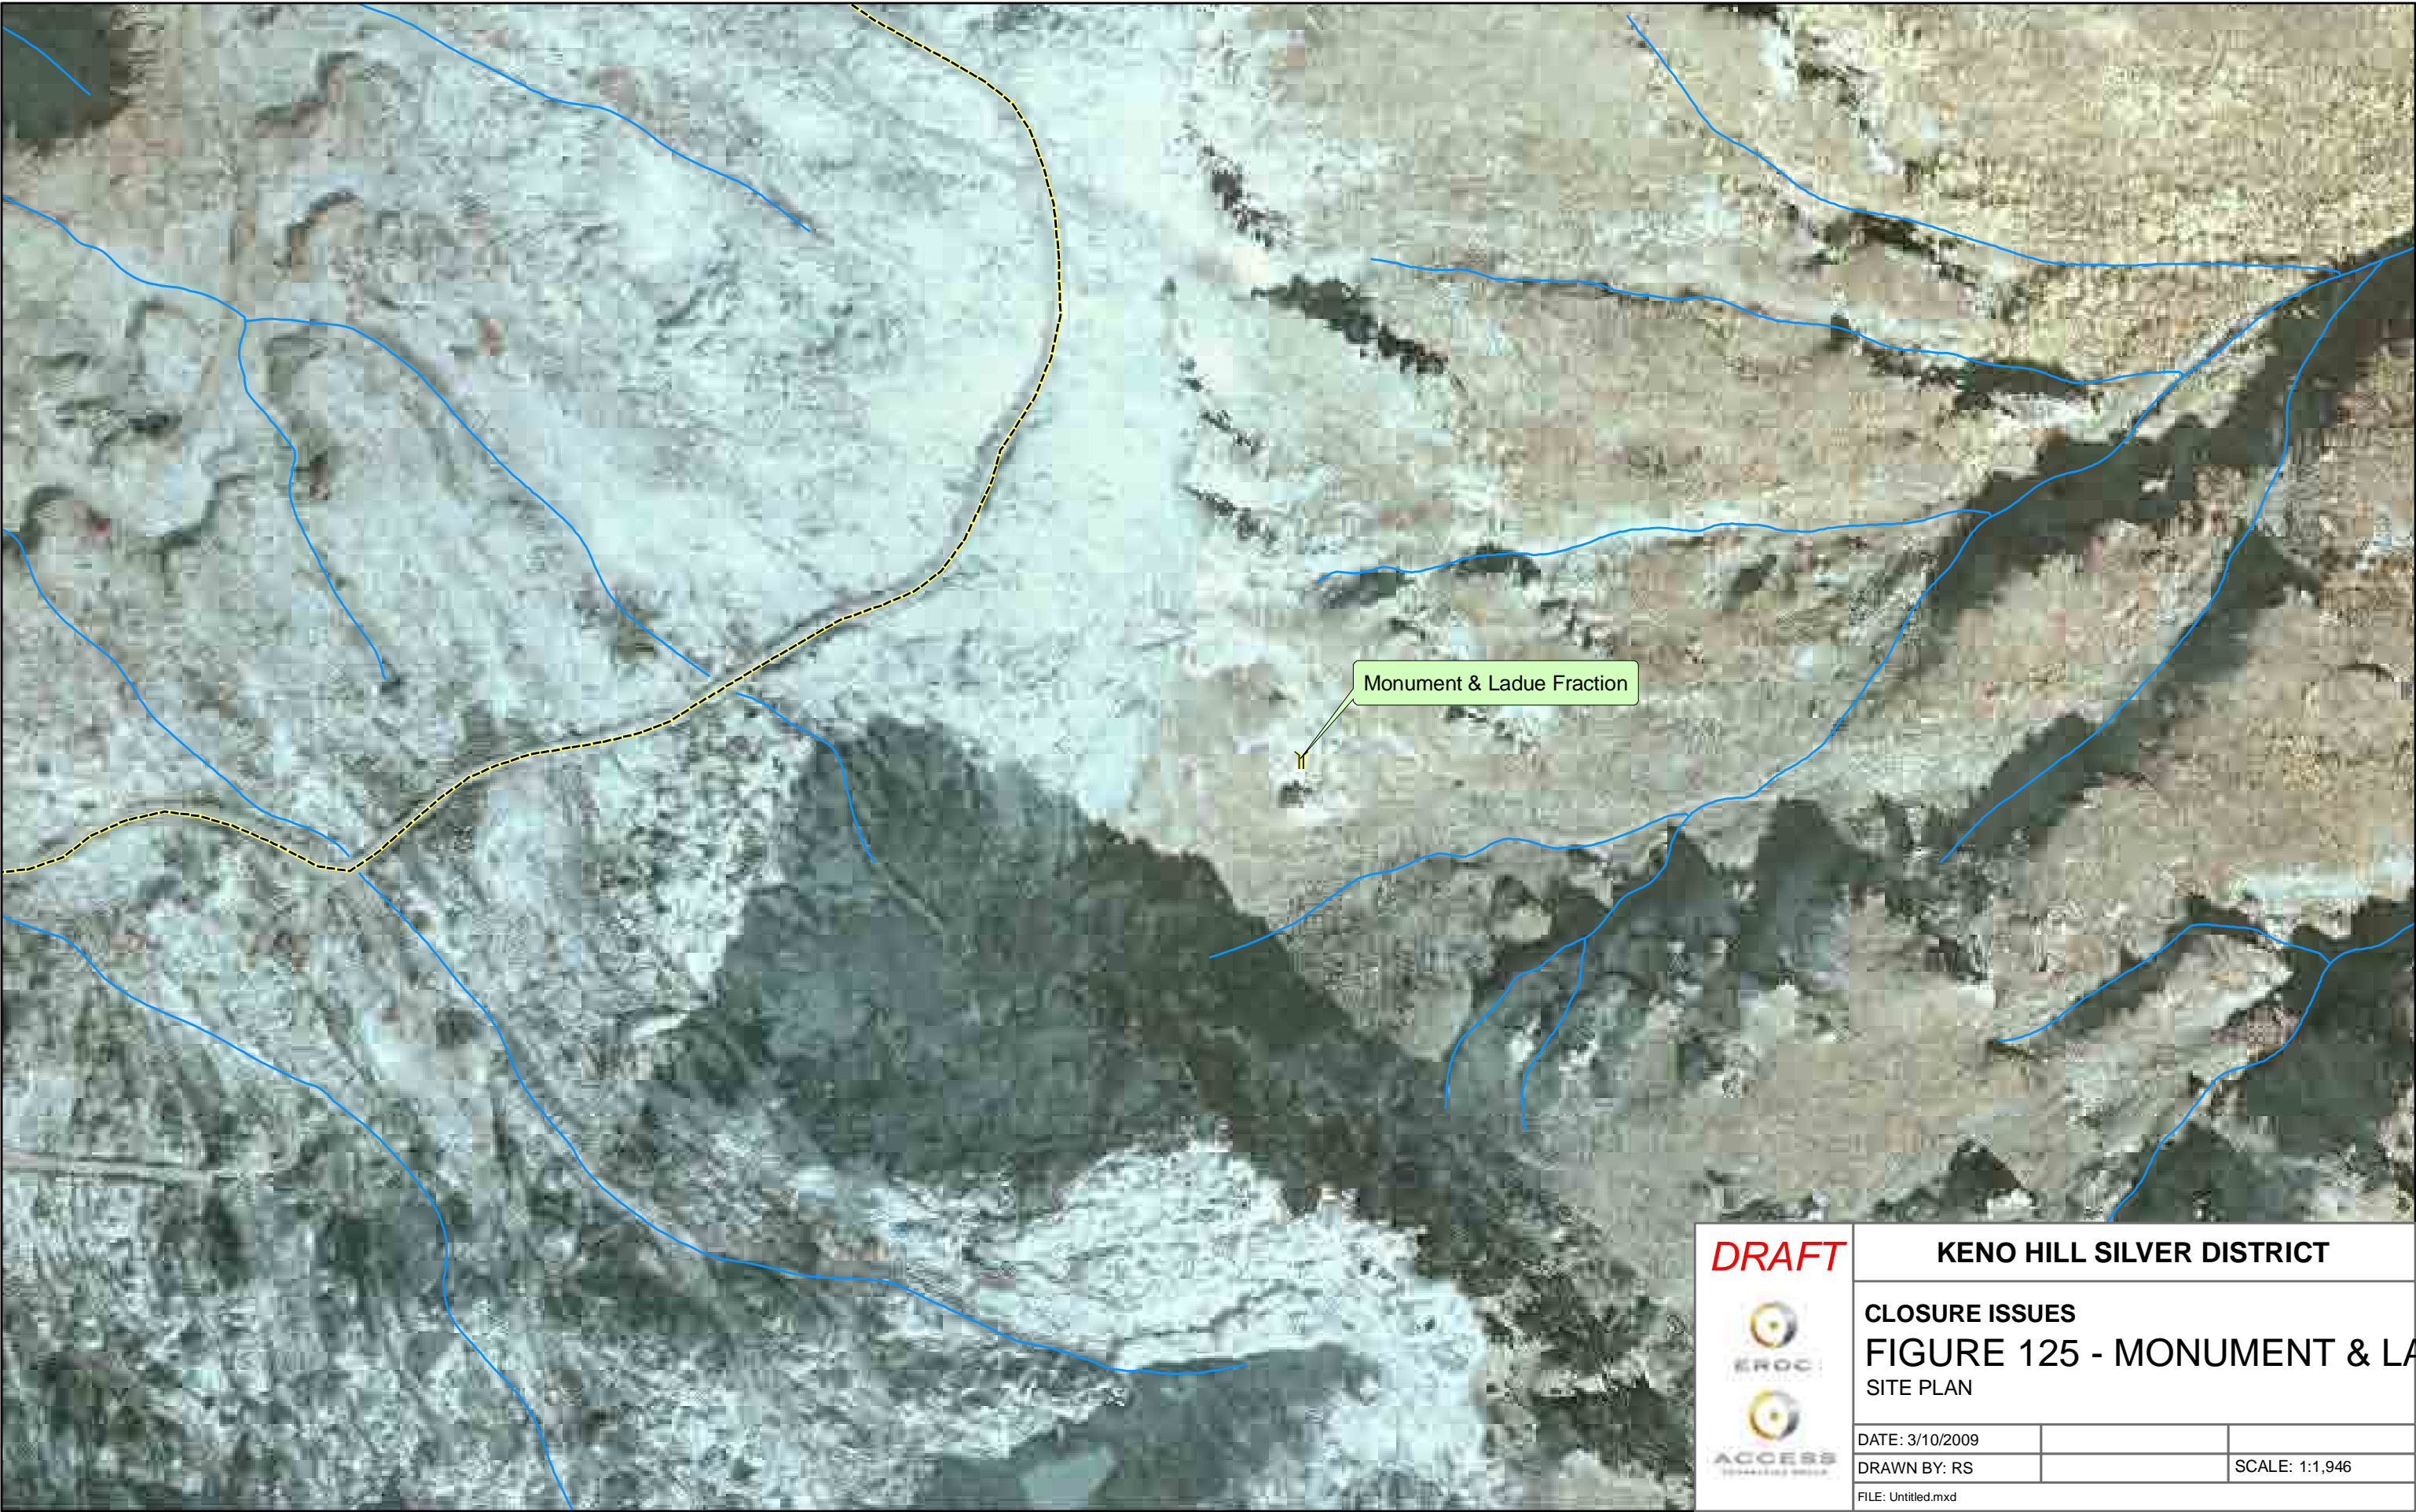 Monument & Ladue Fraction
DRAFT
KENO HILL SILVER DISTRICT
CLOSURE ISSUES
FIGURE 125 - MONUMENT & LA
SITE PLAN
EROC
ACCESS
DATE: 3/10/2009
DRAWN BY: RS
SCALE: 1:1,946
FILE: Untitled.mxd